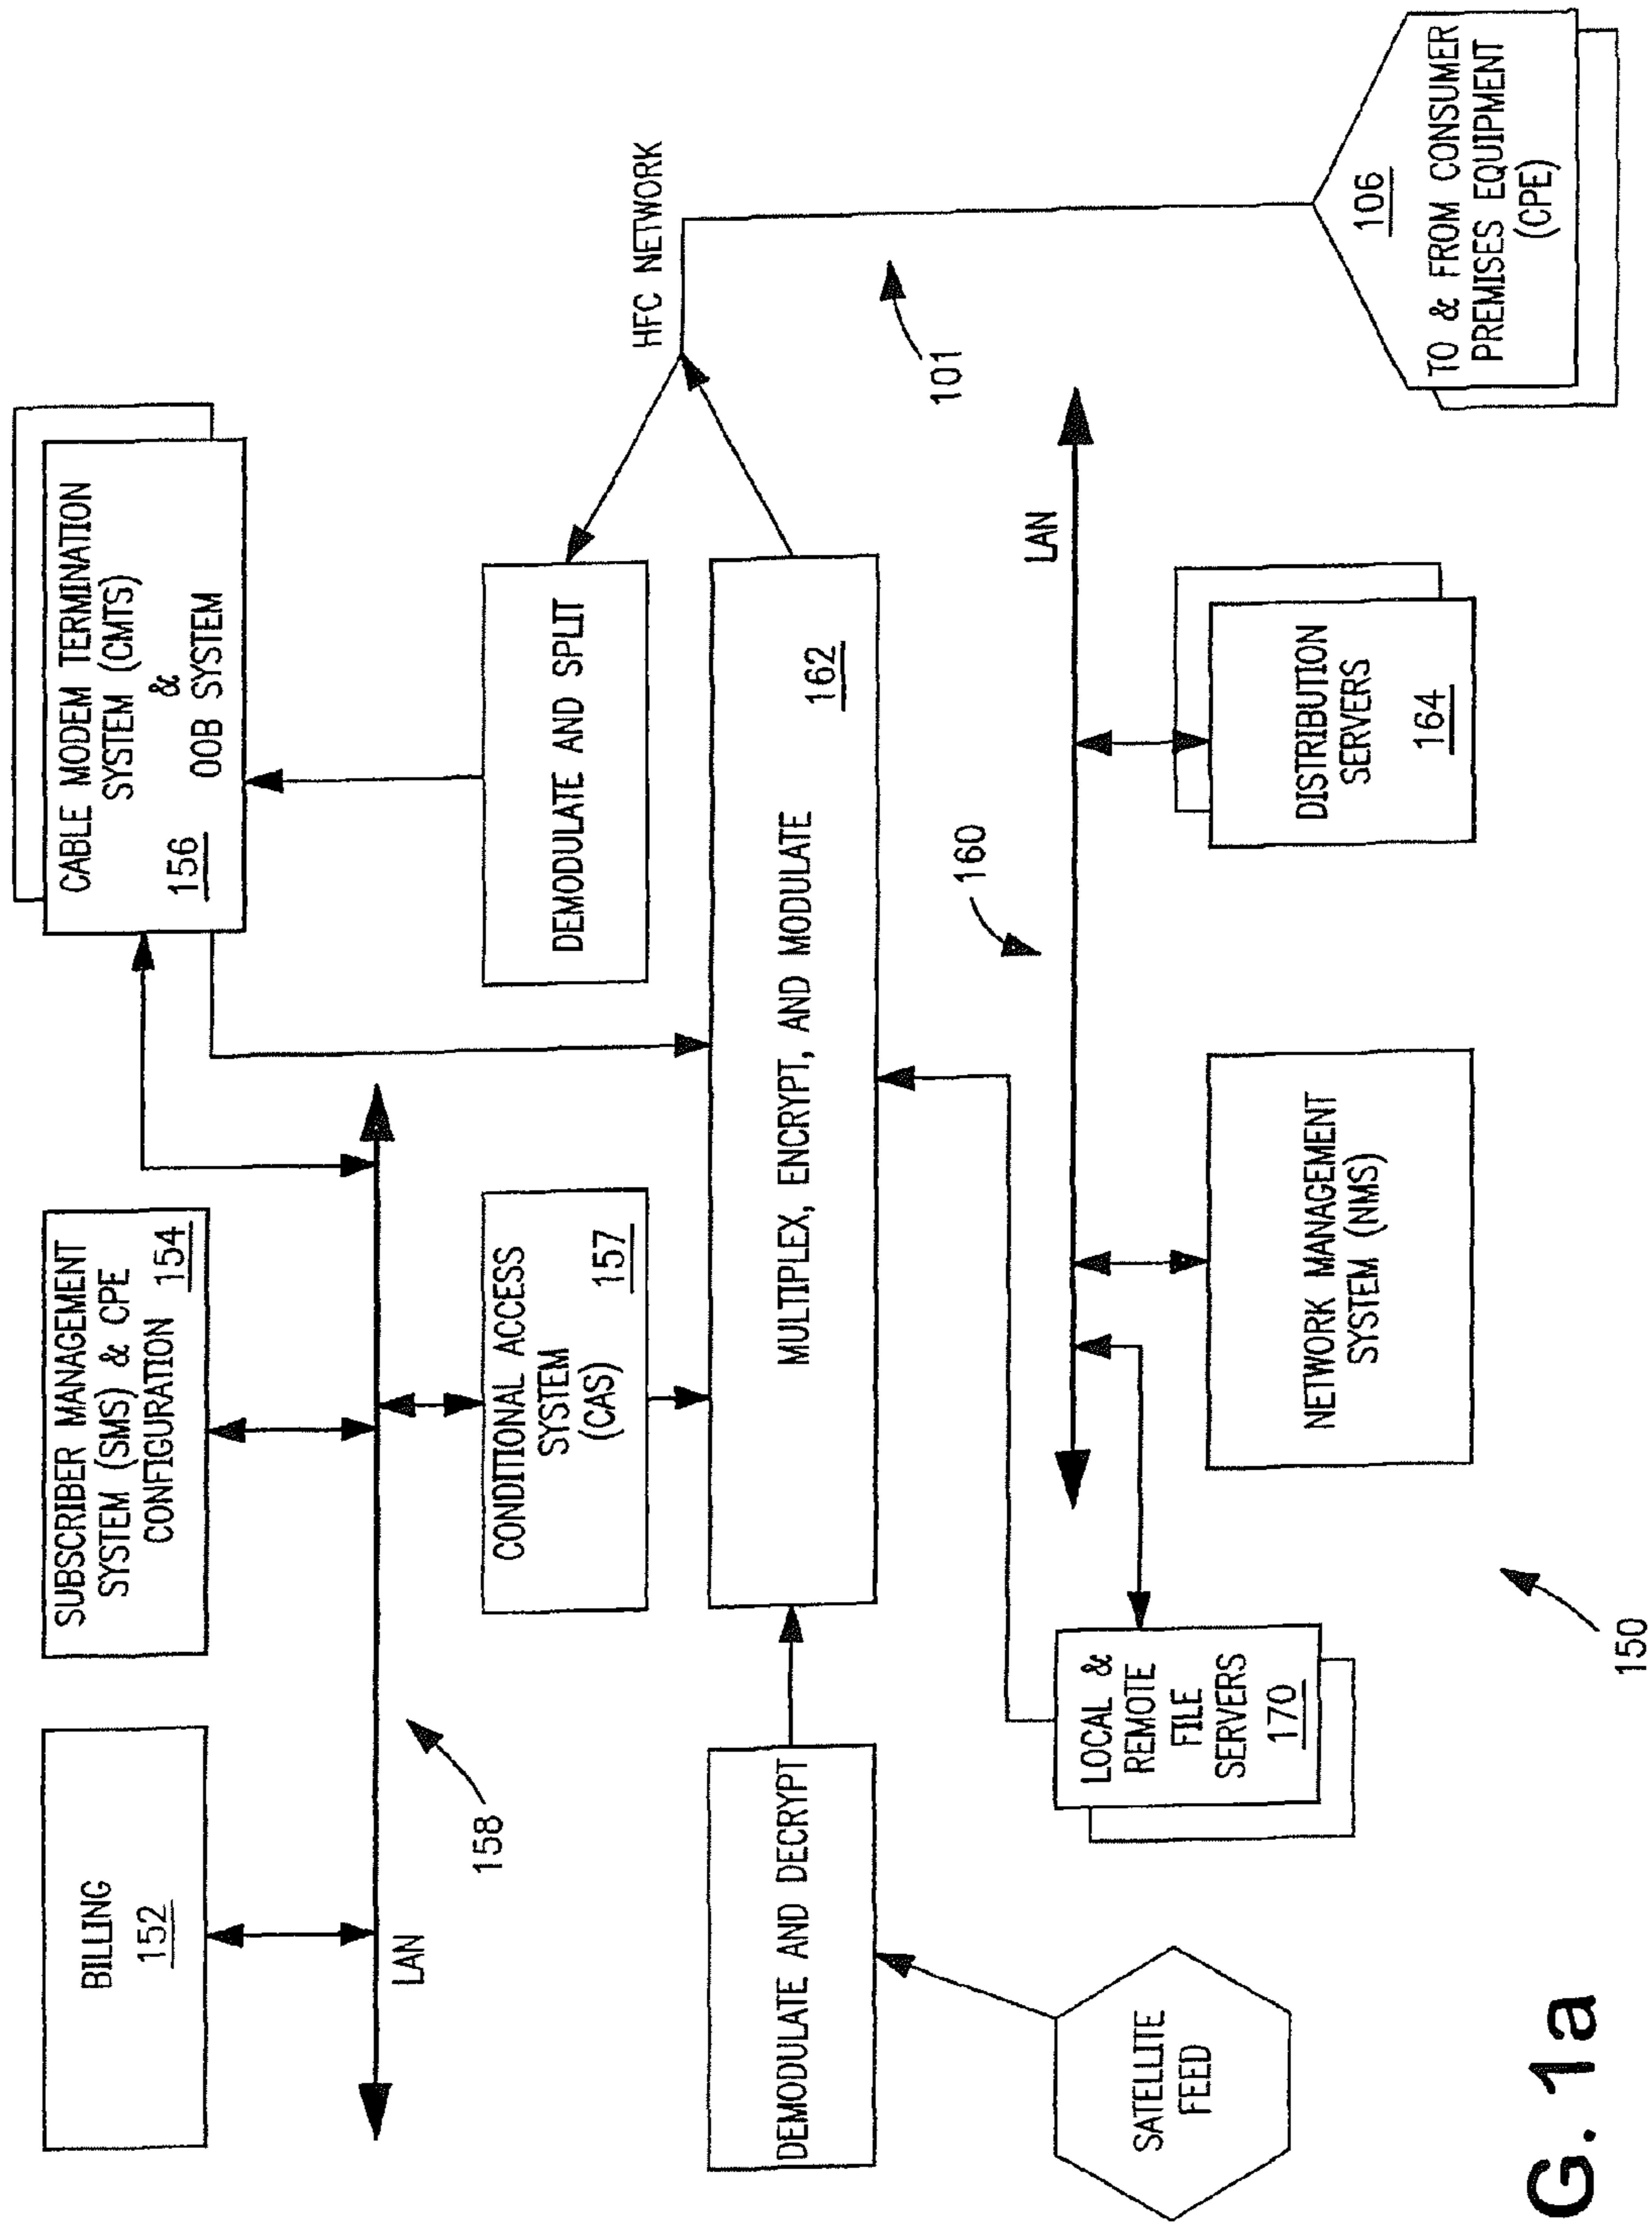 BILLING
152
SUBSCRIBER MANAGEMENT
SYSTEM (SMS) & CPE
CONFIGURATION
154
CABLE MODEM TERMINATION
SYSTEM (CMTS)
&
OOB SYSTEM
156
LAN
158
CONDITIONAL ACCESS
SYSTEM
(CAS)
157
DEMODULATE AND SPLIT
HFC NETWORK
DEMODULATE AND DECRYPT
MULTIPLEX, ENCRYPT, AND MODULATE
162
101
160
LAN
SATELLITE
FEED
LOCAL &
REMOTE
FILE
SERVERS
170
NETWORK MANAGEMENT
SYSTEM (NMS)
DISTRIBUTION
SERVERS
164
106
TO & FROM CONSUMER
PREMISES EQUIPMENT
(CPE)
150
G. 1a